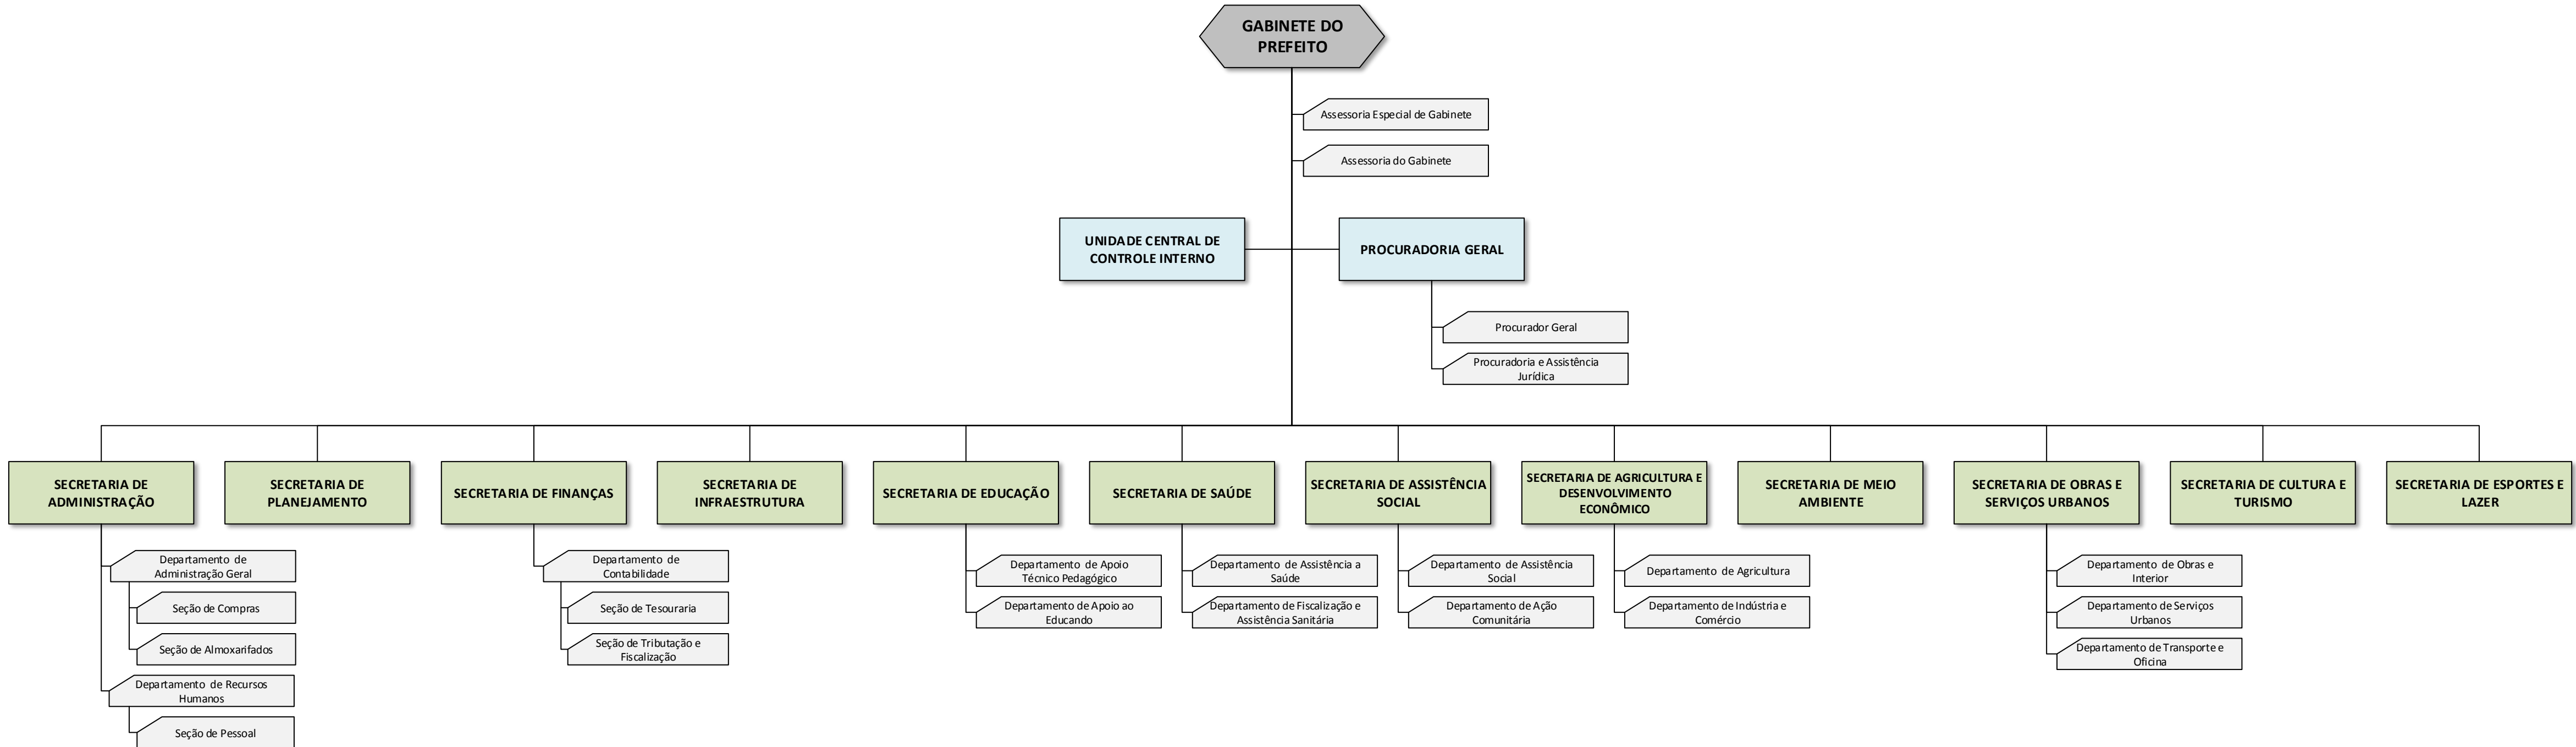 GABINETE DO
PREFEITO
Assessoria Especial de Gabinete
Assessoria do Gabinete
UNIDADE CENTRAL DE
CONTROLE INTERNO
PROCURADORIA GERAL
Procurador Geral
Procuradoria e Assistência
Jurídica
SECRETARIA DE
ADMINISTRAÇÃO
SECRETARIA DE
PLANEJAMENTO
SECRETARIA DE FINANÇAS
SECRETARIA DE
INFRAESTRUTURA
SECRETARIA DE EDUCAÇÃO
SECRETARIA DE SAÚDE
SECRETARIA DE ASSISTÊNCIA
SOCIAL
SECRETARIA DE AGRICULTURA E
DESENVOLVIMENTO
ECONÔMICO
SECRETARIA DE MEIO
AMBIENTE
SECRETARIA DE OBRAS E
SERVIÇOS URBANOS
SECRETARIA DE CULTURA E
TURISMO
SECRETARIA DE ESPORTES E
LAZER
Departamento de
Administração Geral
Seção de Compras
Seção de Almoxarifados
Departamento de Recursos
Humanos
Seção de Pessoal
Departamento de
Contabilidade
Seção de Tesouraria
Seção de Tributação e
Fiscalização
Departamento de Apoio
Técnico Pedagógico
Departamento de Apoio ao
Educando
Departamento de Assistência a
Saúde
Departamento de Fiscalização e
Assistência Sanitária
Departamento de Assistência
Social
Departamento de Ação
Comunitária
Departamento de Agricultura
Departamento de Indústria e
Comércio
Departamento de Obras e
Interior
Departamento de Serviços
Urbanos
Departamento de Transporte e
Oficina